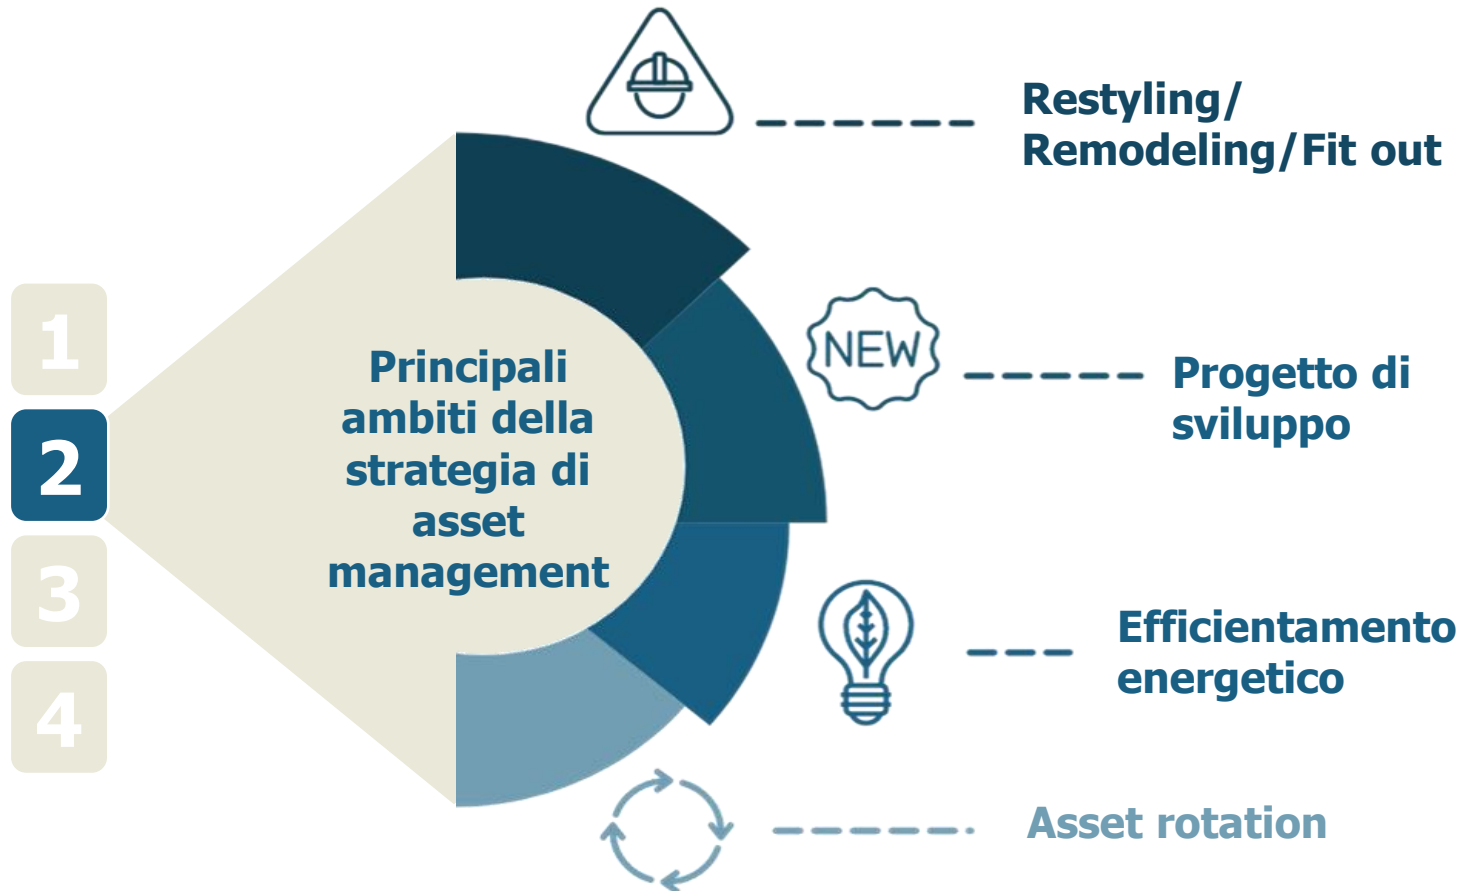 1
2
3
4
Principali
ambiti della
strategia di
asset
management
Restyling/
Remodeling/Fit out
NEW
Progetto di
sviluppo
Efficientamento
energetico
Asset rotation